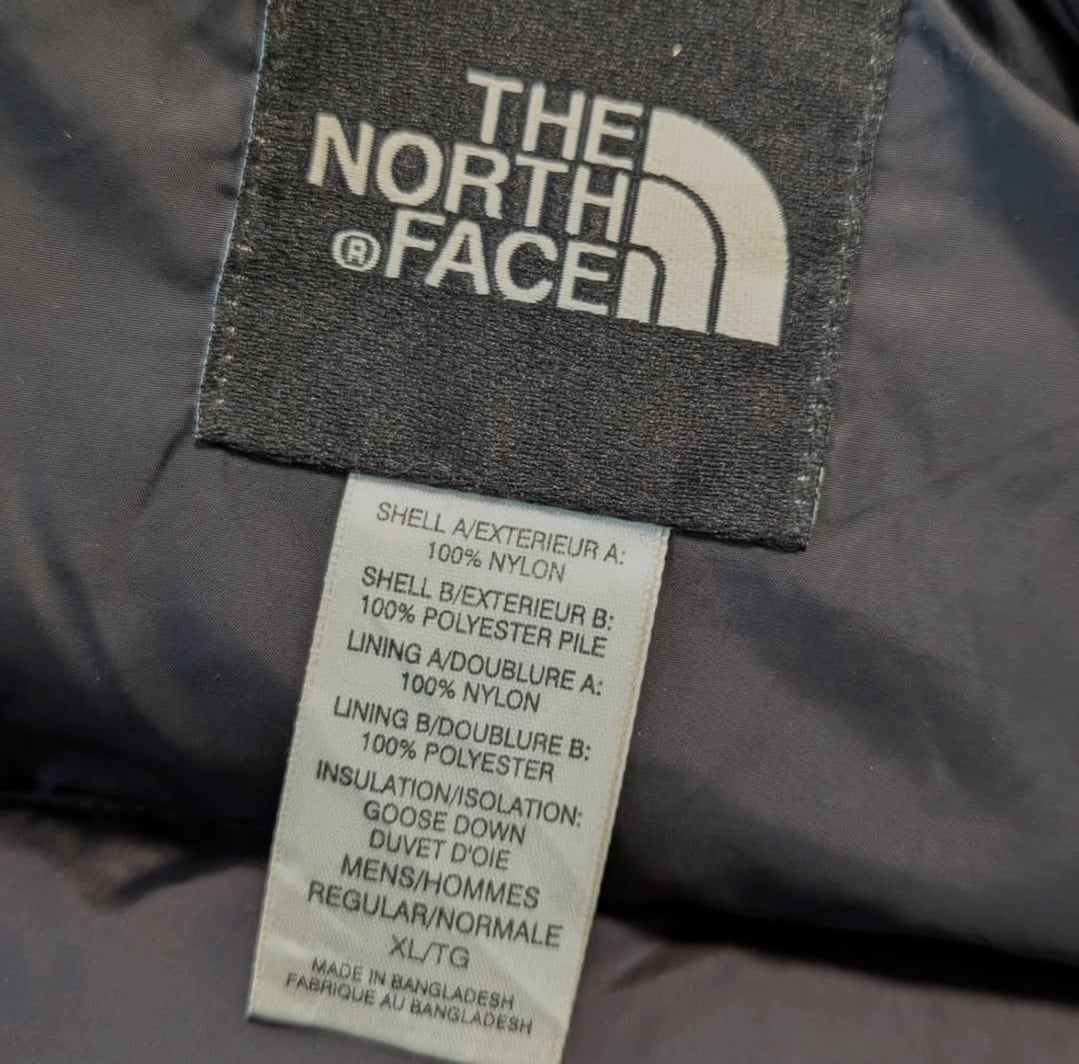 THE
NORTH
®FACE
SHELL A/EXTERIEUR A:
100% NYLON
SHELL B/EXTERIEUR B:
100% POLYESTER PILE
LINING A/DOUBLURE A:
100% NYLON
LINING B/DOUBLURE B:
100% POLYESTER
INSULATION/ISOLATION:
GOOSE DOWN
DUVET D'OIE
MENS/HOMMES
REGULAR/NORMALE
XL/TG
MADE IN BANGLADESH
FABRIQUE AU BANGLADESH